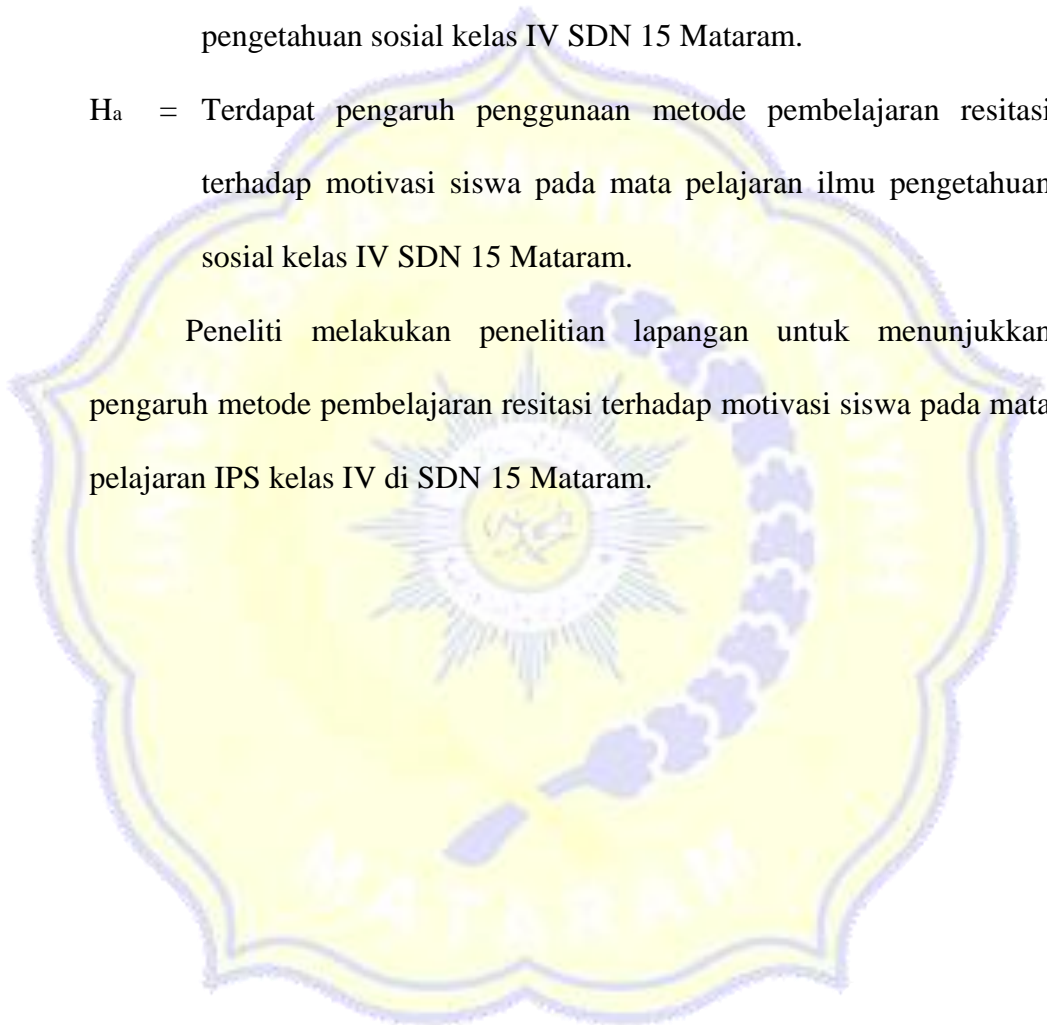 pengetahuan sosial kelas IV SDN 15 Mataram.
Ha = Terdapat pengaruh penggunaan metode pembelajaran resitasi
terhadap motivasi siswa pada mata pelajaran ilmu pengetahuan
sosial kelas IV SDN 15 Mataram.
Peneliti melakukan penelitian lapangan untuk menunjukkan
pengaruh metode pembelajaran resitasi terhadap motivasi siswa pada mata
pelajaran IPS kelas IV di SDN 15 Mataram.
MATARAM